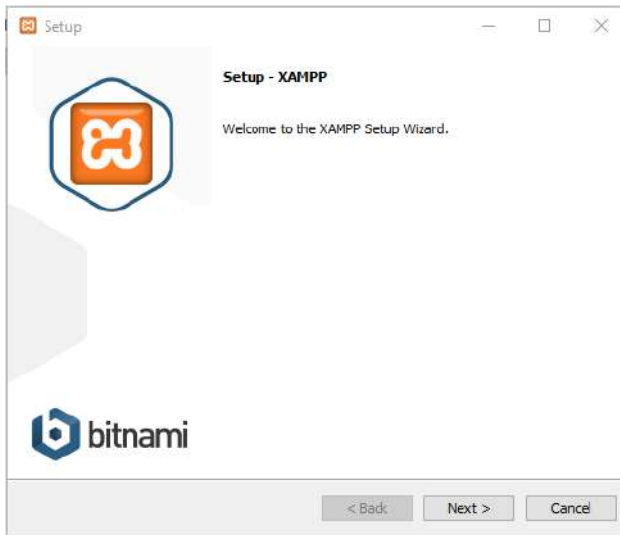 Setup
Setup - XAMPP
Welcome to the XAMPP Setup Wizard.
bitnami
< Back
Next >
Cancel